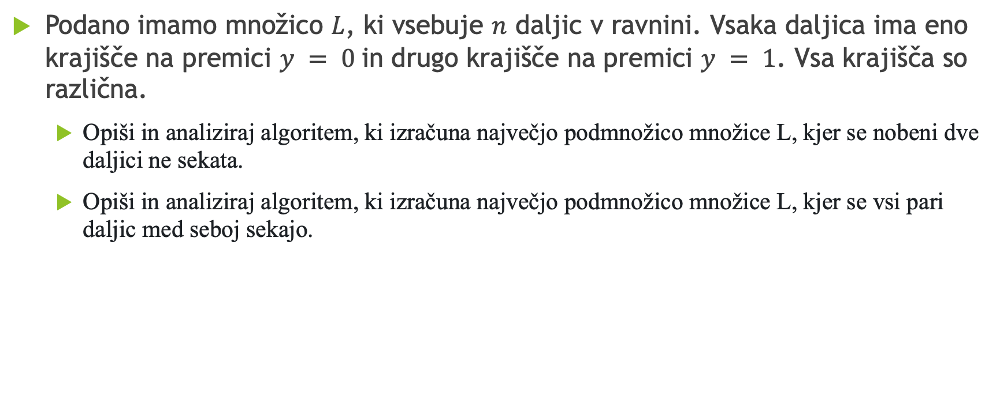 Podano imamo množico L, ki vsebuje n daljic v ravnini. Vsaka daljica ima eno
krajišče na premici y = 0 in drugo krajišče na premici y = 1. Vsa krajišča so
različna.
Opiši in analiziraj algoritem, ki izračuna največjo podmnožico množice L, kjer se nobeni dve
daljici ne sekata.
Opiši in analiziraj algoritem, ki izračuna največjo podmnožico množice L, kjer se vsi pari
daljic med seboj sekajo.